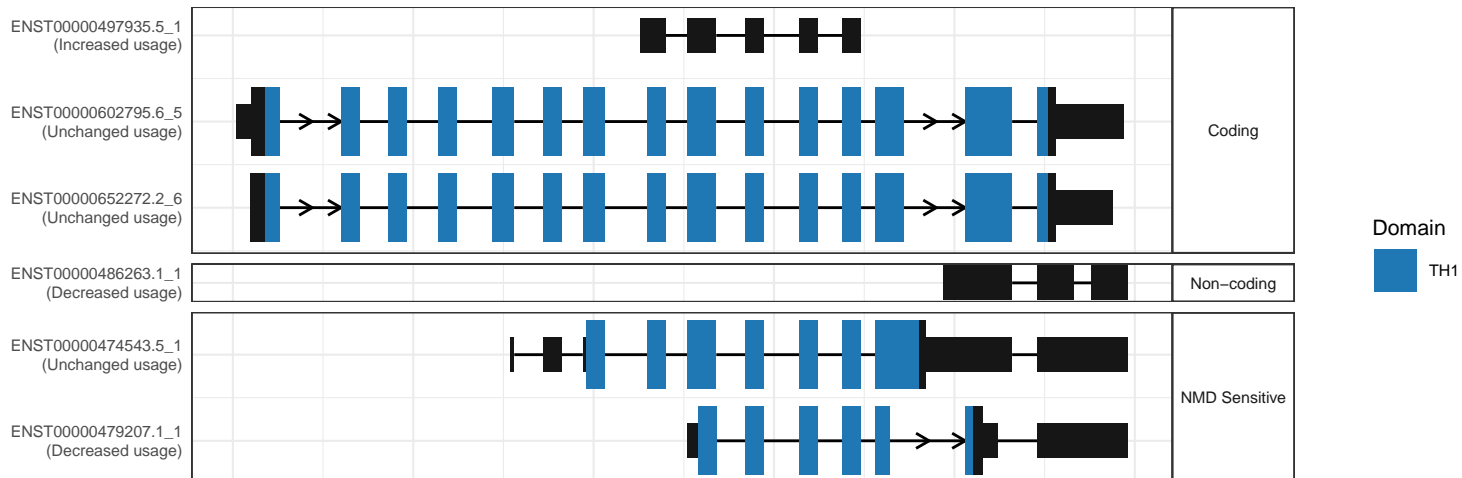 ENST00000497935.5_1
(Increased usage)
ENST00000602795.6_5
(Unchanged usage)
Coding
ENST00000652272.2_6
(Unchanged usage)
Domain
TH1
ENST00000486263.1_1
(Decreased usage)
Non−coding
ENST00000474543.5_1
(Unchanged usage)
NMD Sensitive
ENST00000479207.1_1
(Decreased usage)